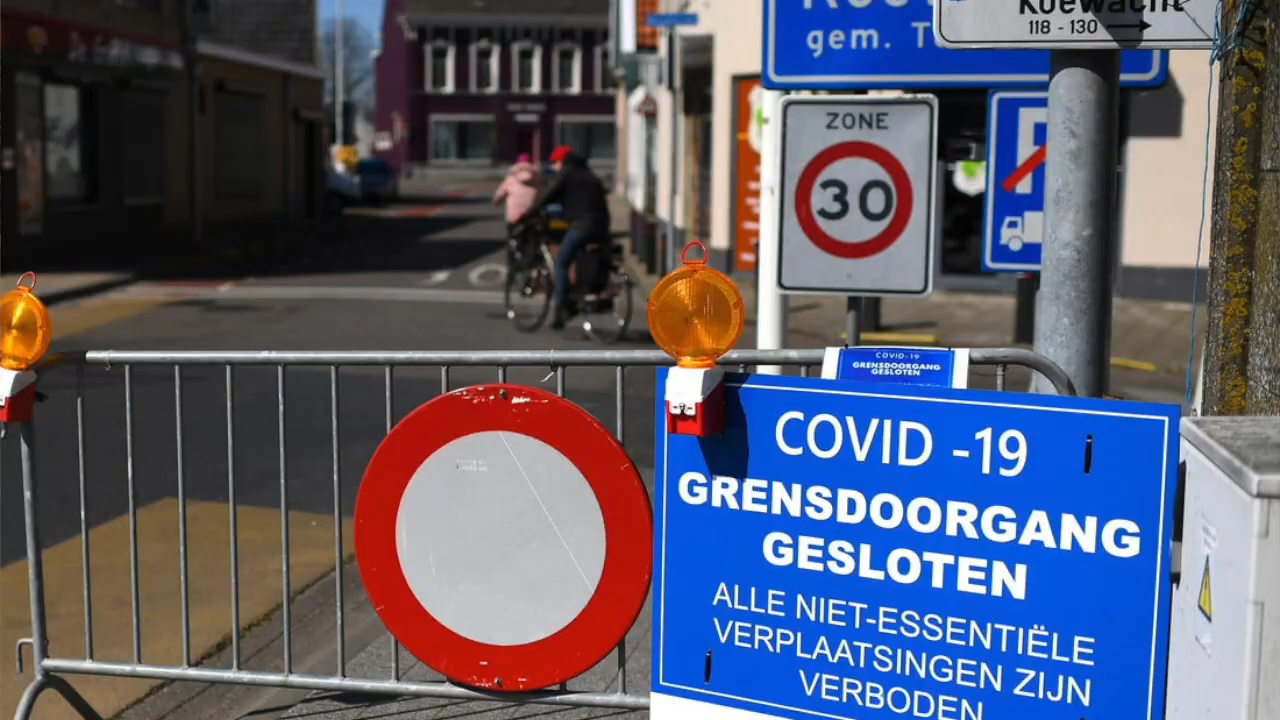 Koewacht
118 - 130
gem. T
ZONE
30
COVID-19
GRENSDOORGANG
GESLOTEN
COVID -19
GRENSDOORGANG
GESLOTEN
ALLE NIET-ESSENTIËLE
VERPLAATSINGEN ZIJN
VERBODEN